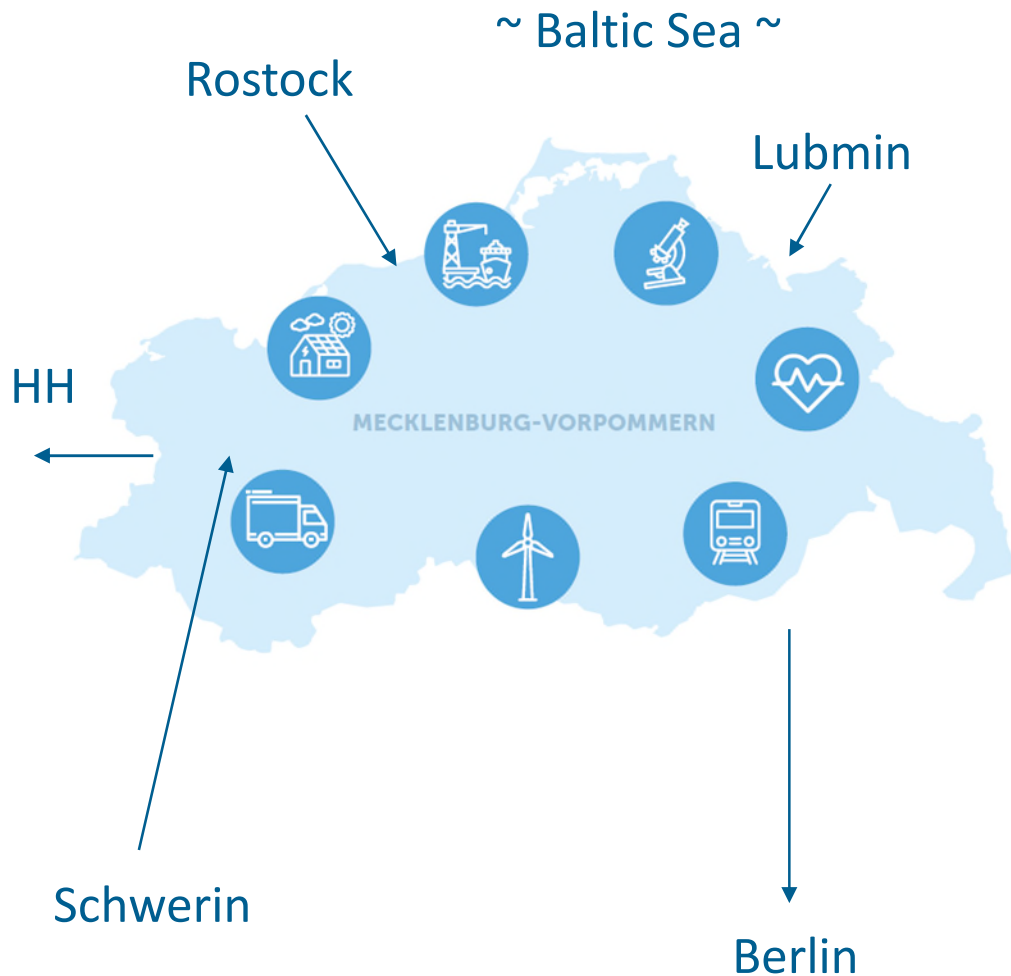 ~ Baltic Sea ~
Rostock
Lubmin
HH
MECKLENBURG-VORPOMMERN
Schwerin
Berlin